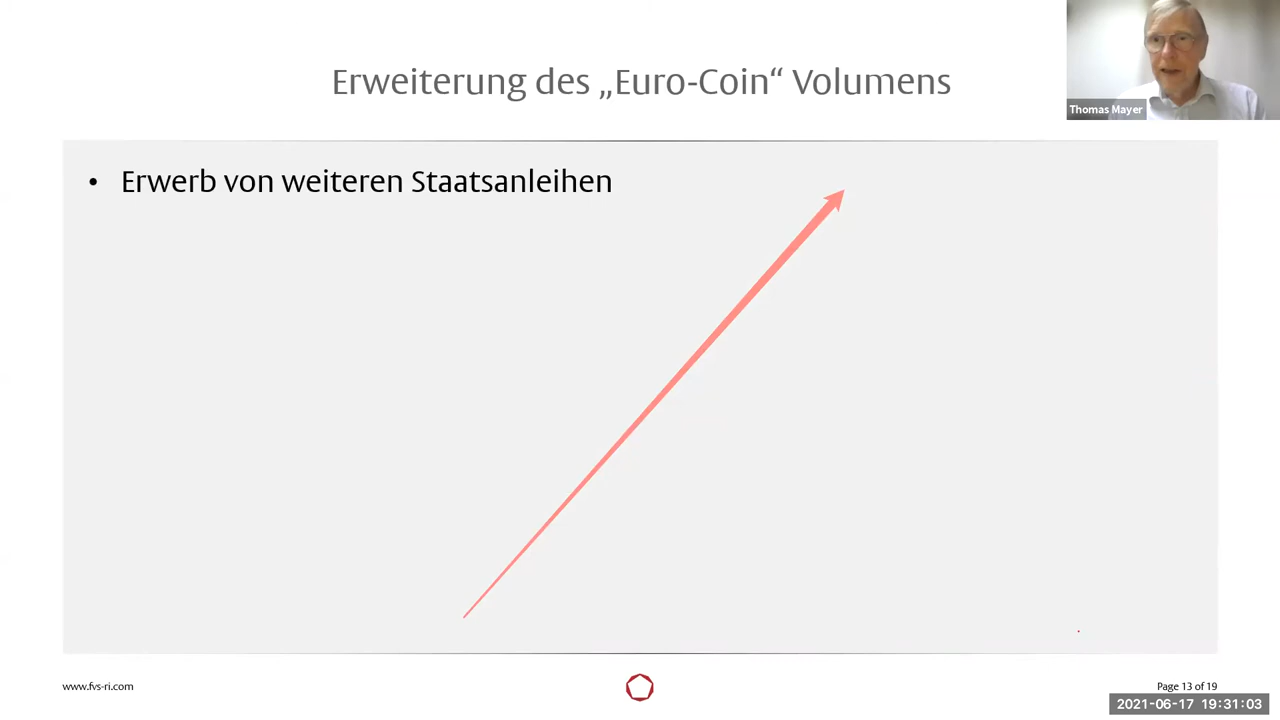 Erweiterung des „Euro-Coin“ Volumens
Thomas Mayer
• Erwerb von weiteren Staatsanleihen
www.fvs-ri.com
Page 13 of 19
2021-06-17 19:31:03